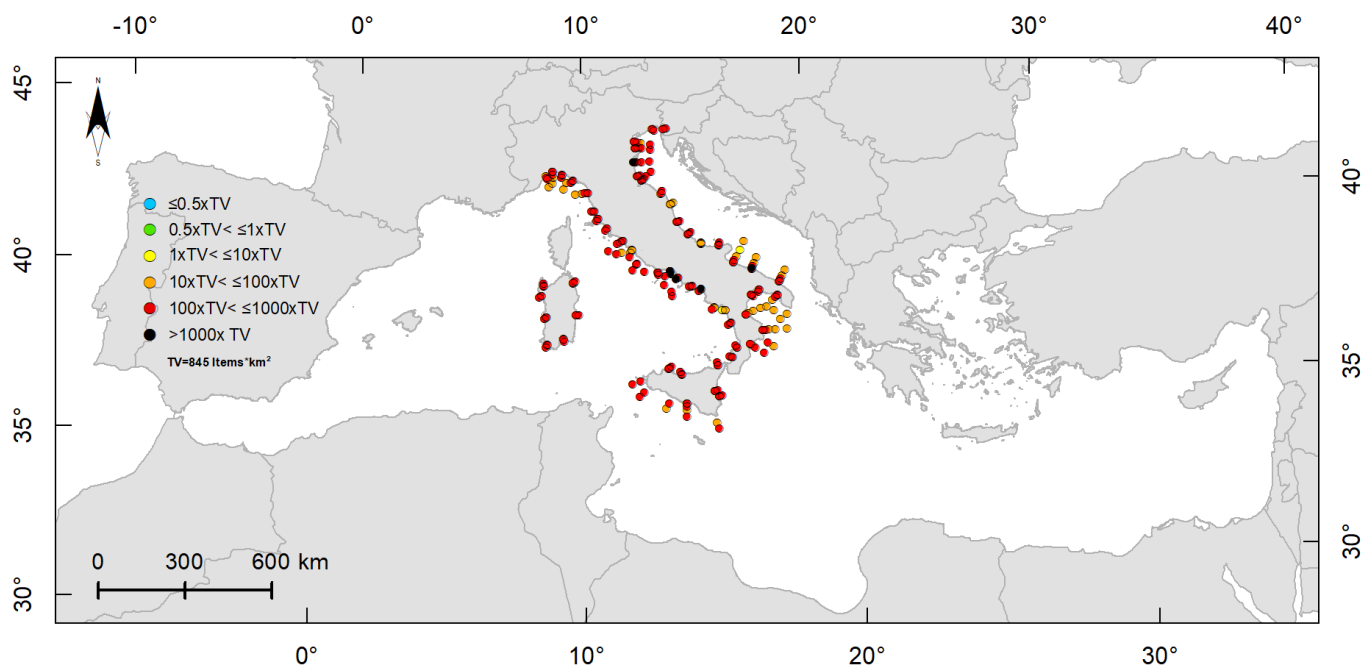 -10° 0° 10° 20° 30° 40°
45°
40°
35°
30°
N
S
≤0.5xTV
0.5xTV< ≤1xTV
1xTV< ≤10xTV
10xTV< ≤100xTV
100xTV< ≤1000xTV
>1000x TV
TV=845 Items*km²
0 300 600 km
40°
35°
30°
0° 10° 20° 30°